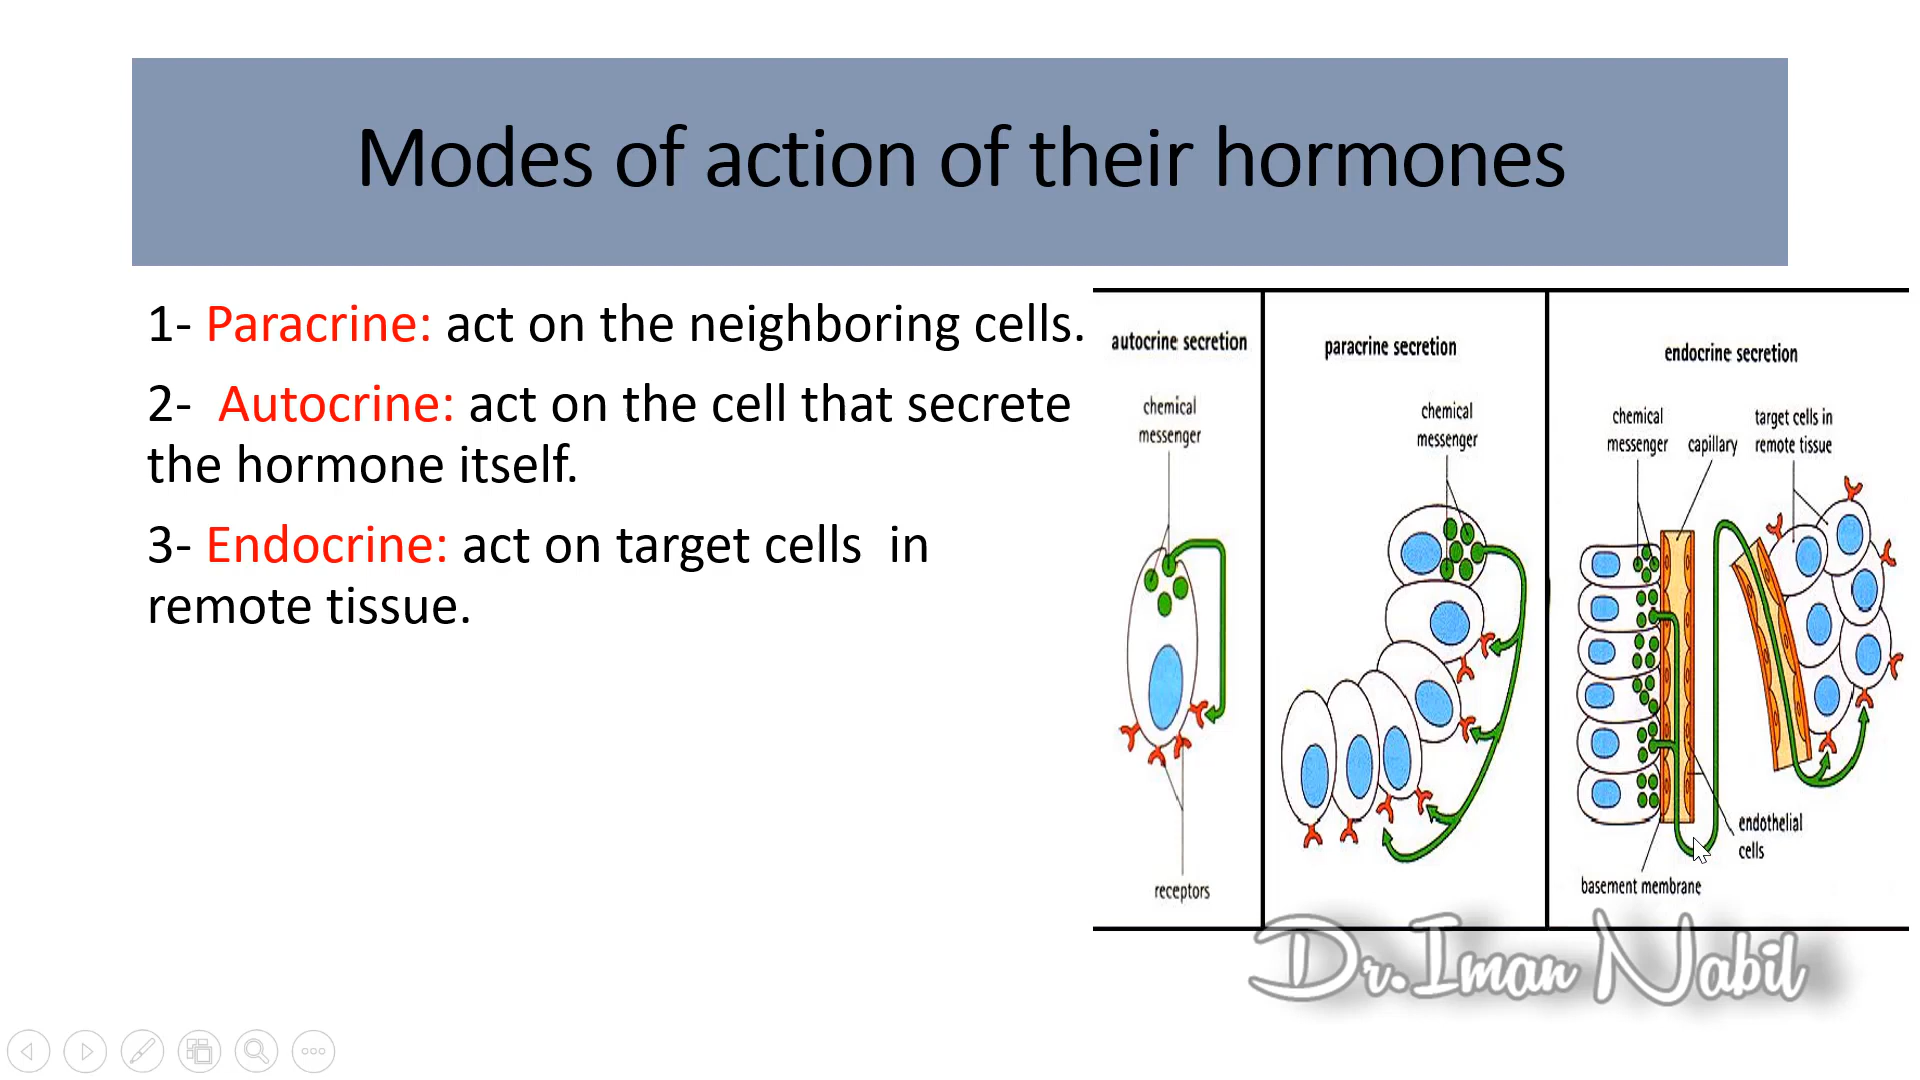 Modes of action of their hormones
1- Paracrine: act on the neighboring cells.
2- Autocrine: act on the cell that secrete
the hormone itself.
3- Endocrine: act on target cells in
remote tissue.
autocrine secretion
chemical
messenger
receptors
paracrine secretion
chemical
messenger
endocrine secretion
chemical
messenger
capillary
target cells in
remote tissue
endothelial
cells
basement membrane
Dr.Iman Nabil